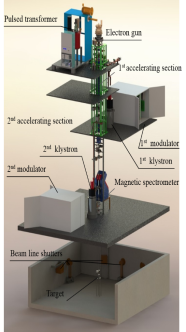 Pulsed transformer
Electron gun
1st accelerating section
2nd accelerating section
1st modulator
2nd klystron
1st klystron
2nd modulator
Magnetic spectrometer
Beam line shutters
Target